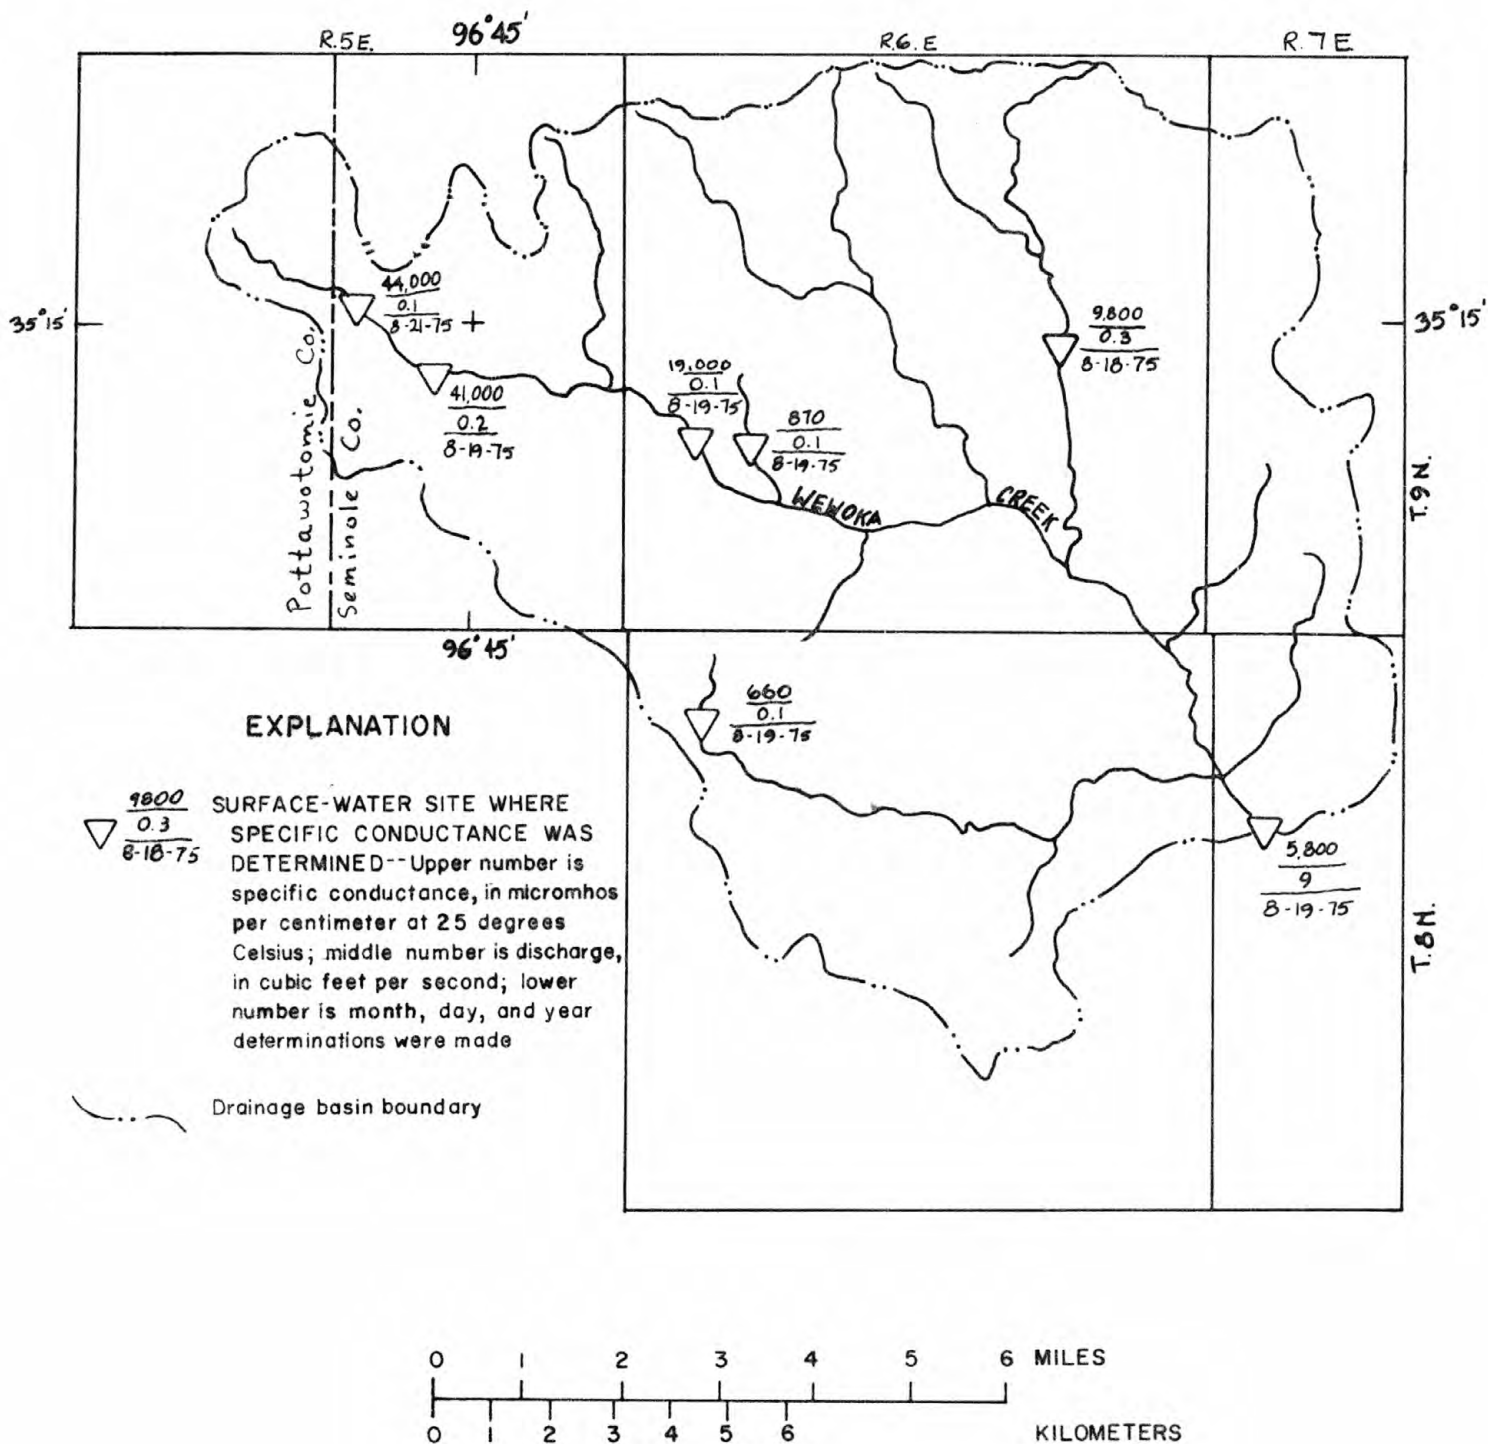 R.5E.
96°45'
R.6.E
R.7E
35°15'
35°15'
44,000
0.1
8-21-75
41,000
0.2
8-19-75
19,000
0.1
8-19-75
870
0.1
8-19-75
9,800
0.3
8-18-75
Pottawotomie Co.
Seminole Co.
WEWOKA CREEK
T.9N.
96°45'
660
0.1
8-19-75
5,800
9
8-19-75
T.8N.
EXPLANATION
9800
0.3
8-18-75
SURFACE-WATER SITE WHERE
SPECIFIC CONDUCTANCE WAS
DETERMINED--Upper number is
specific conductance, in micromhos
per centimeter at 25 degrees
Celsius; middle number is discharge,
in cubic feet per second; lower
number is month, day, and year
determinations were made
Drainage basin boundary
0 1 2 3 4 5 6 MILES
0 1 2 3 4 5 6 KILOMETERS